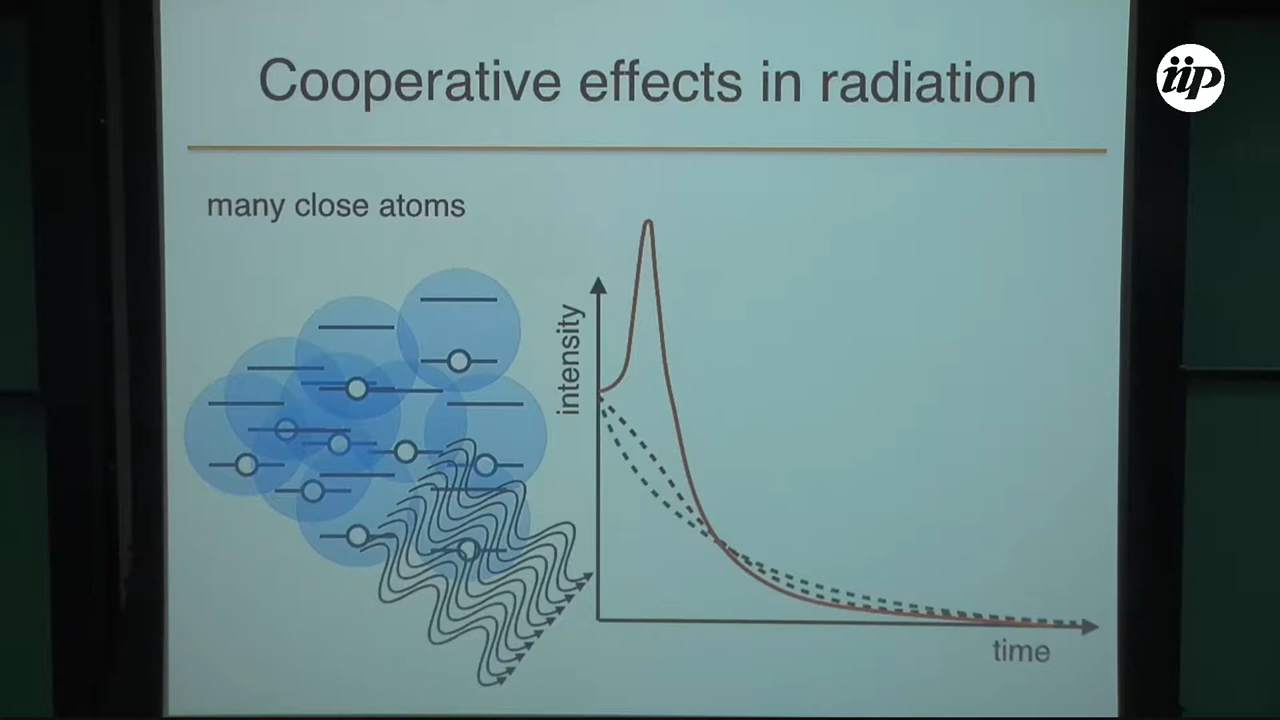 Cooperative effects in radiation
iip
many close atoms
intensity
time